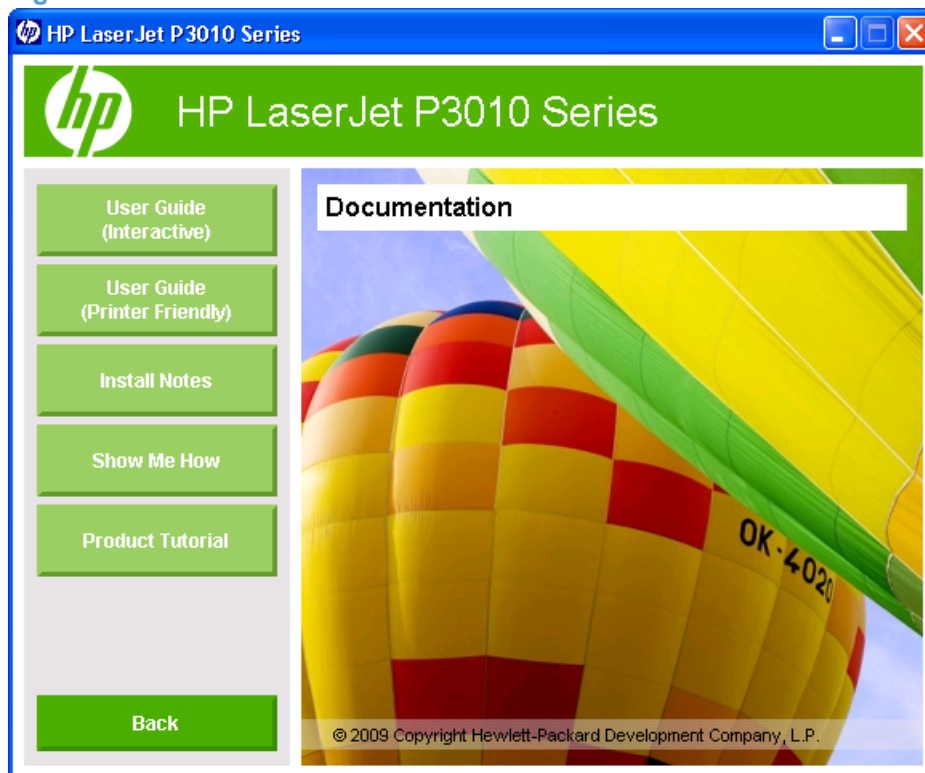 HP LaserJet P3010 Series
hp
HP LaserJet P3010 Series
User Guide
(Interactive)
User Guide
(Printer Friendly)
Install Notes
Show Me How
Product Tutorial
Back
Documentation
OK-4020
© 2009 Copyright Hewlett-Packard Development Company, L.P.